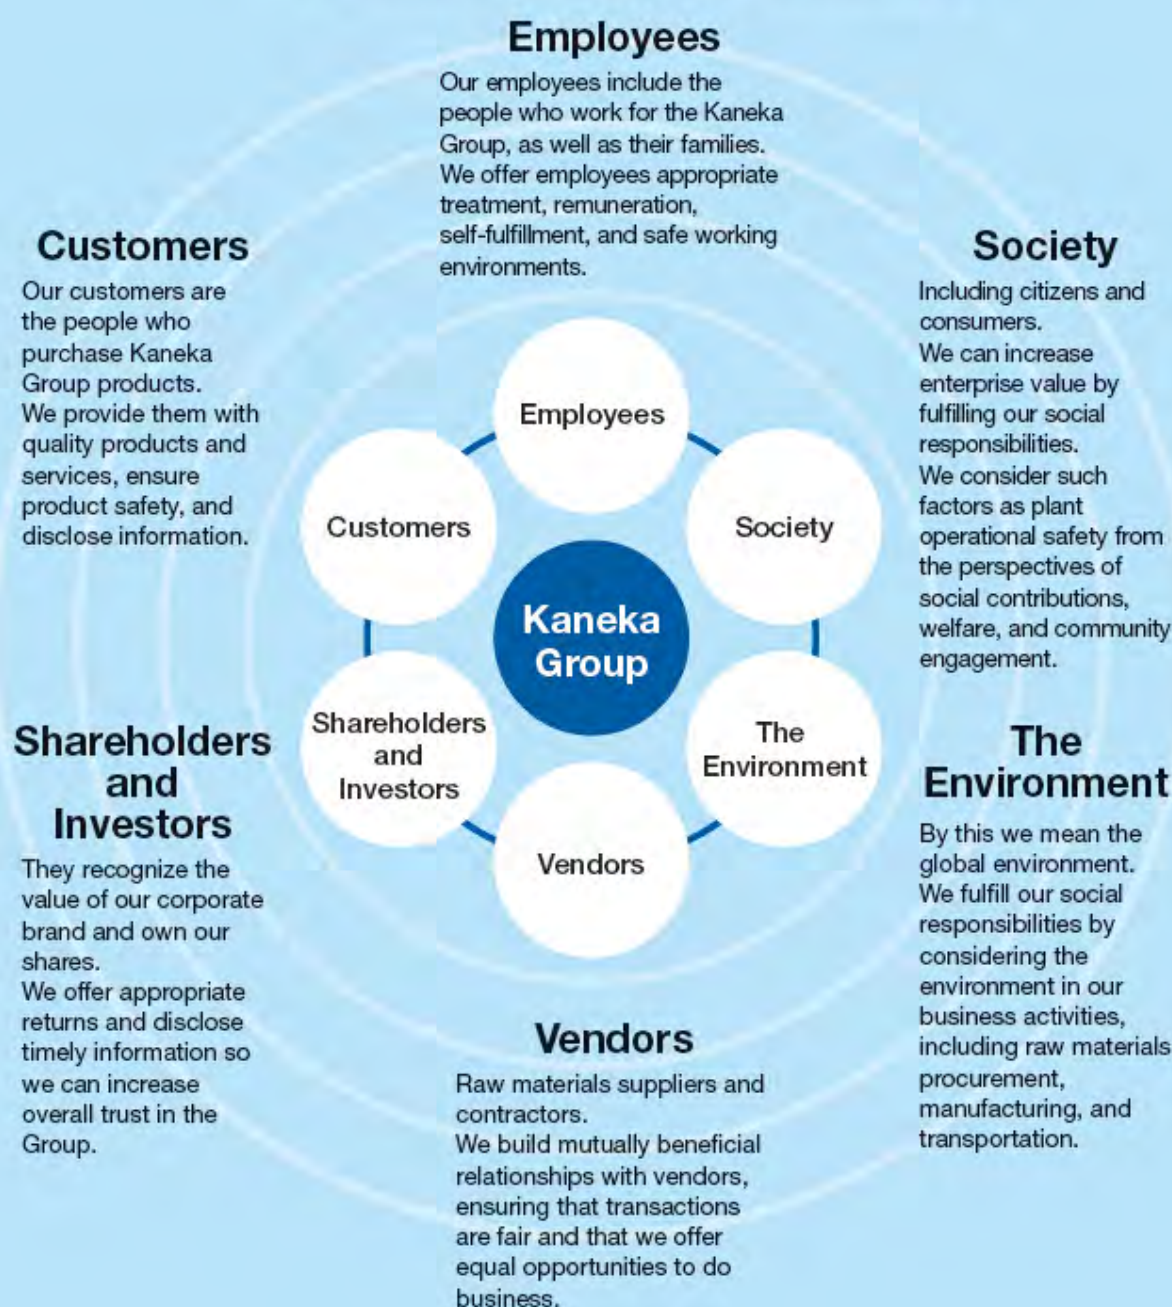 Employees
Our employees include the
people who work for the Kaneka
Group, as well as their families.
We offer employees appropriate
treatment, remuneration,
self-fulfillment, and safe working
environments.
Customers
Our customers are
the people who
purchase Kaneka
Group products.
We provide them with
quality products and
services, ensure
product safety, and
disclose information.
Society
Including citizens and
consumers.
We can increase
enterprise value by
fulfilling our social
responsibilities.
We consider such
factors as plant
operational safety from
the perspectives of
social contributions,
welfare, and community
engagement.
Employees
Customers
Society
Kaneka
Group
Shareholders
and
Investors
The
Environment
Vendors
Shareholders
and
Investors
They recognize the
value of our corporate
brand and own our
shares.
We offer appropriate
returns and disclose
timely information so
we can increase
overall trust in the
Group.
The
Environment
By this we mean the
global environment.
We fulfill our social
responsibilities by
considering the
environment in our
business activities,
including raw materials
procurement,
manufacturing, and
transportation.
Vendors
Raw materials suppliers and
contractors.
We build mutually beneficial
relationships with vendors,
ensuring that transactions
are fair and that we offer
equal opportunities to do
business.